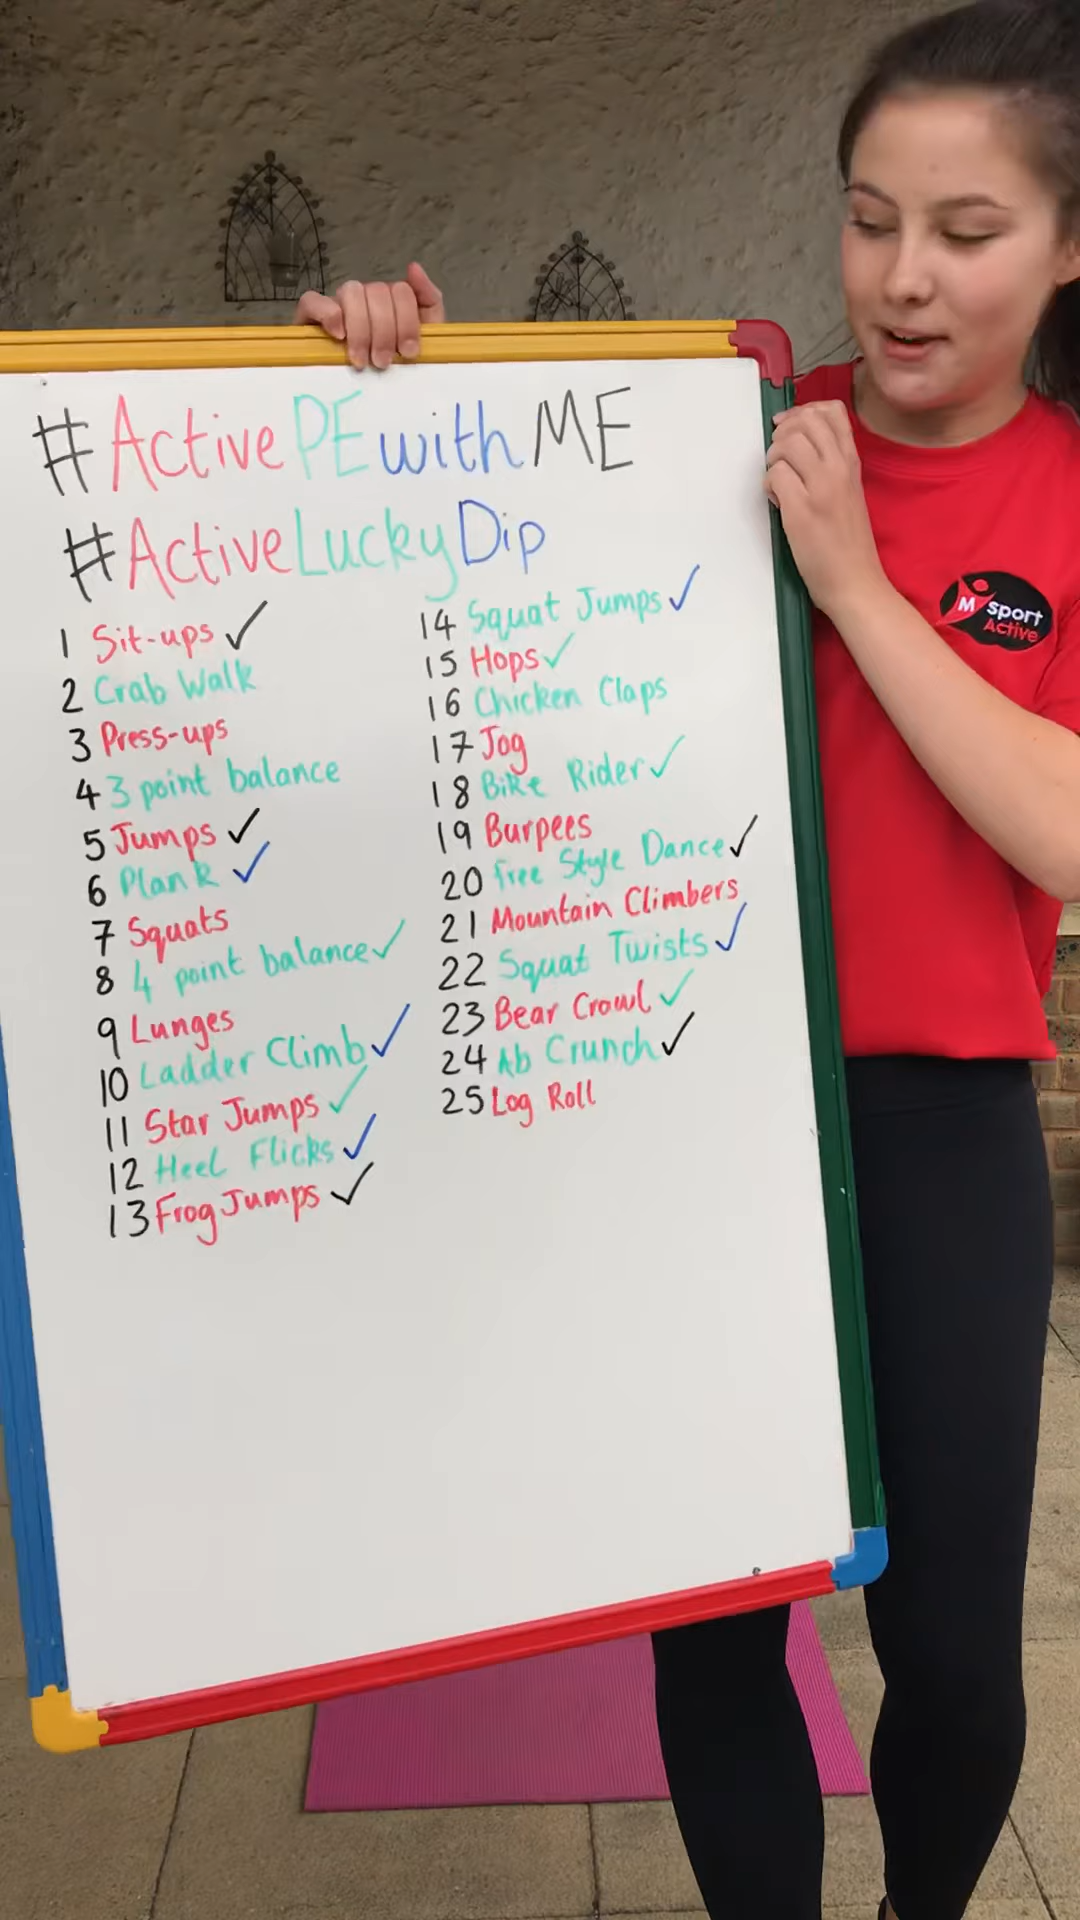 #ActivePEwithME
#ActiveLuckyDip
1 Sit-ups ✓
2 Crab Walk
3 Press-ups
4 3 point balance
5 Jumps ✓
6 Plank ✓
7 Squats
8 4 point balance ✓
9 Lunges
10 Ladder Climb ✓
11 Star Jumps ✓
12 Heel Flicks ✓
13 Frog Jumps ✓
14 Squat Jumps ✓
15 Hops ✓
16 Chicken Claps
17 Jog
18 Bike Rider ✓
19 Burpees
20 free Style Dance ✓
21 Mountain Climbers
22 Squat Twists ✓
23 Bear Crowl ✓
24 Ab Crunch ✓
25 Log Roll
M sport
Active